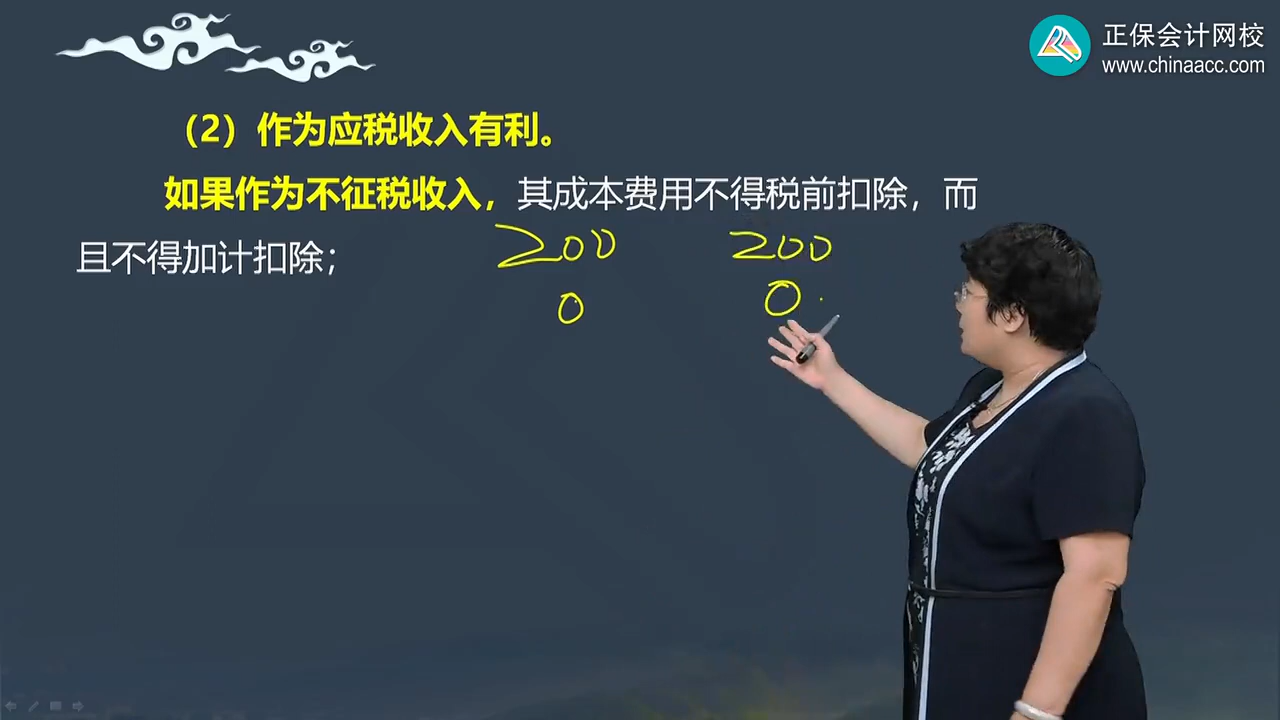 正保会计网校
www.chinaacc.com
（2）作为应税收入有利。
如果作为不征税收入，其成本费用不得税前扣除，而
且不得加计扣除；
200 200
0 0